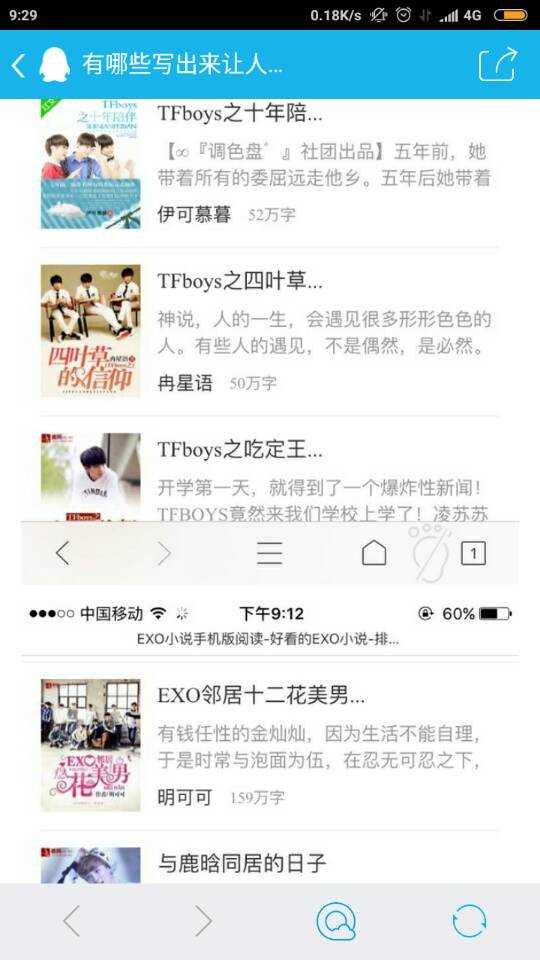 9:29
0.18K/s
4G
有哪些写出来让人...
TFboys
之十年陪伴
SHINIANPEIBAN
TFboys之十年陪...
【∞『调色盘゛』社团出品】五年前，她
带着所有的委屈远走他乡。五年后她带着
伊可慕暮 52万字
四叶草
的信仰
TFboys之四叶草...
神说，人的一生，会遇见很多形形色色的
人。有些人的遇见，不是偶然，是必然。
冉星语 50万字
TFBOYS之
TFboys之吃定王...
开学第一天，就得到了一个爆炸性新闻！
TFBOYS竟然来我们学校上学了！凌苏苏
1
中国移动
下午9:12
60%
EXO小说手机版阅读-好看的EXO小说-排...
EXO邻居
花美男
作者/明可可
EXO邻居十二花美男...
有钱任性的金灿灿，因为生活不能自理，
于是时常与泡面为伍，在忍无可忍之下，
明可可 159万字
与鹿晗同居的日子